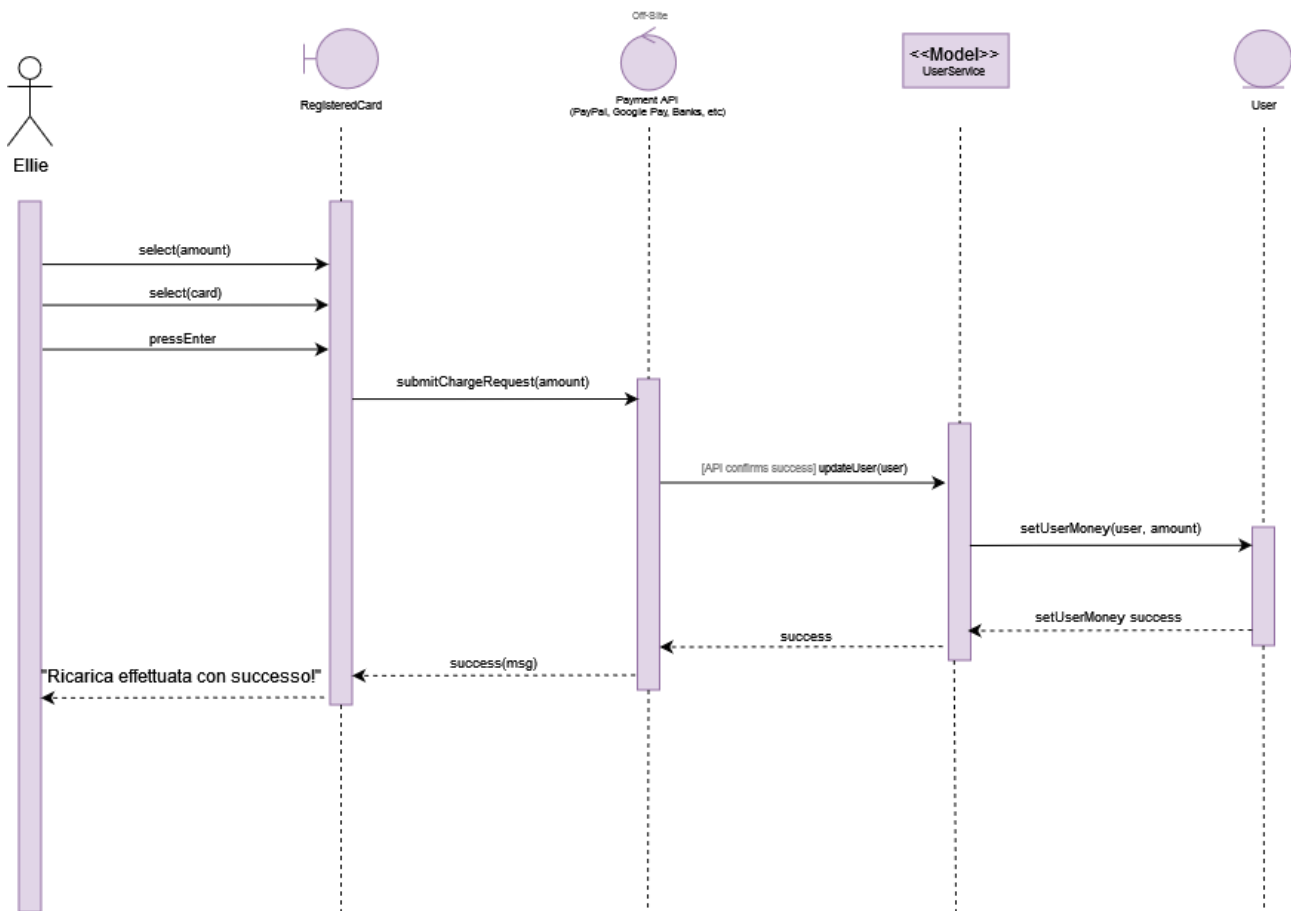 Off-Site
<<Model>>
UserService
RegisteredCard
Payment API
(PayPal, Google Pay, Banks, etc)
User
Ellie
select(amount)
select(card)
pressEnter
submitChargeRequest(amount)
[API confirms success] updateUser(user)
setUserMoney(user, amount)
setUserMoney success
success
success(msg)
"Ricarica effettuata con successo!"